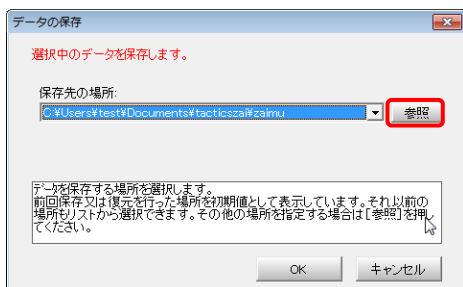 データの保存
選択中のデータを保存します。
保存先の場所:
C:¥Users¥test¥Documents¥tacticszai¥zaimu
参照
データを保存する場所を選択します。
前回保存又は復元を行った場所を初期値として表示しています。それ以前の
場所もリストから選択できます。その他の場所を指定する場合は[参照]を押し
てください。
OK
キャンセル